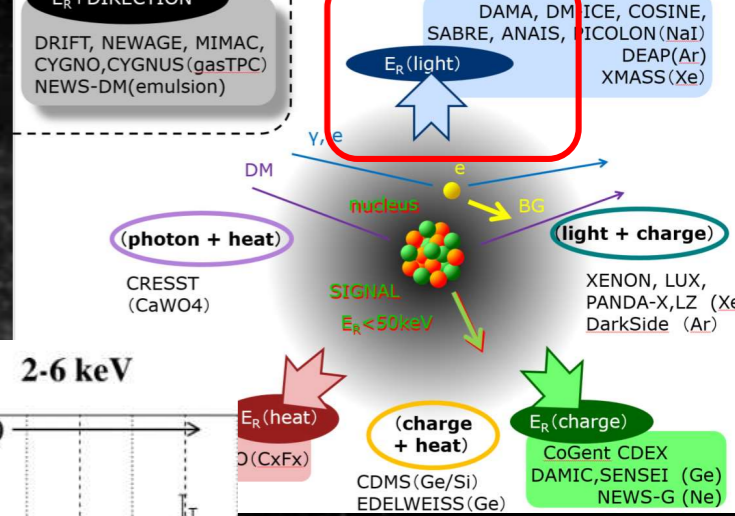 E_R+DIRECTION
DRIFT, NEWAGE, MIMAC,
CYGNO,CYGNUS(gasTPC)
NEWS-DM(emulsion)
DAMA, DM-ICE, COSINE,
SABRE, ANAIS, PICOLON(NaI)
DEAP(Ar)
XMASS(Xe)
E_R(light)
γ, e
e
DM
nucleus
BG
(photon + heat)
(light + charge)
CRESST
(CaWO4)
SIGNAL
E_R<50keV
XENON, LUX,
PANDA-X,LZ (Xe
DarkSide (Ar)
2-6 keV
E_R(heat)
O(CxFx)
(charge
+ heat)
CDMS(Ge/Si)
EDELWEISS(Ge)
E_R(charge)
CoGent CDEX
DAMIC,SENSEI (Ge)
NEWS-G (Ne)